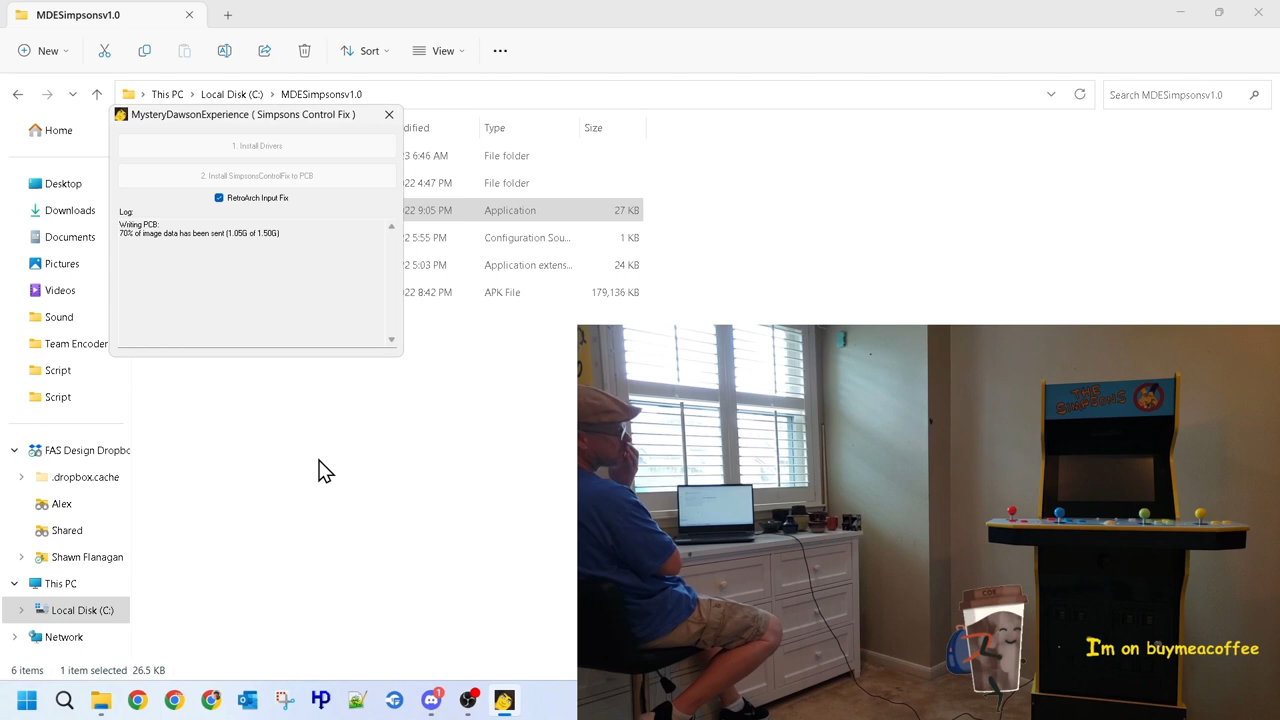 MDESimpsonsv1.0
New
Sort
View
This PC
Local Disk (C:)
MDESimpsonsv1.0
Search MDESimpsonsv1.0
MysteryDawsonExperience ( Simpsons Control Fix )
1. Install Drivers
2. Install SimpsonsControlFix to PCB
RetroArch Input Fix
Log:
Writing PCB:
70% of image data has been sent (1.05G of 1.50G)
dified
Type
Size
3 6:46 AM
File folder
22 4:47 PM
File folder
22 9:05 PM
Application
27 KB
22 5:55 PM
Configuration Sou...
1 KB
22 5:03 PM
Application extens...
24 KB
22 8:42 PM
APK File
179,136 KB
Home
Desktop
Downloads
Documents
Pictures
Videos
Sound
Team Encoder
Script
Script
FAS Design Dropbo
.dropbox.cache
Alex
Shared
Shawn Flanagan
This PC
Local Disk (C:)
Network
6 items
1 item selected 26.5 KB
HP
1
THE
SIMPSONS
I'm on buymeacoffee